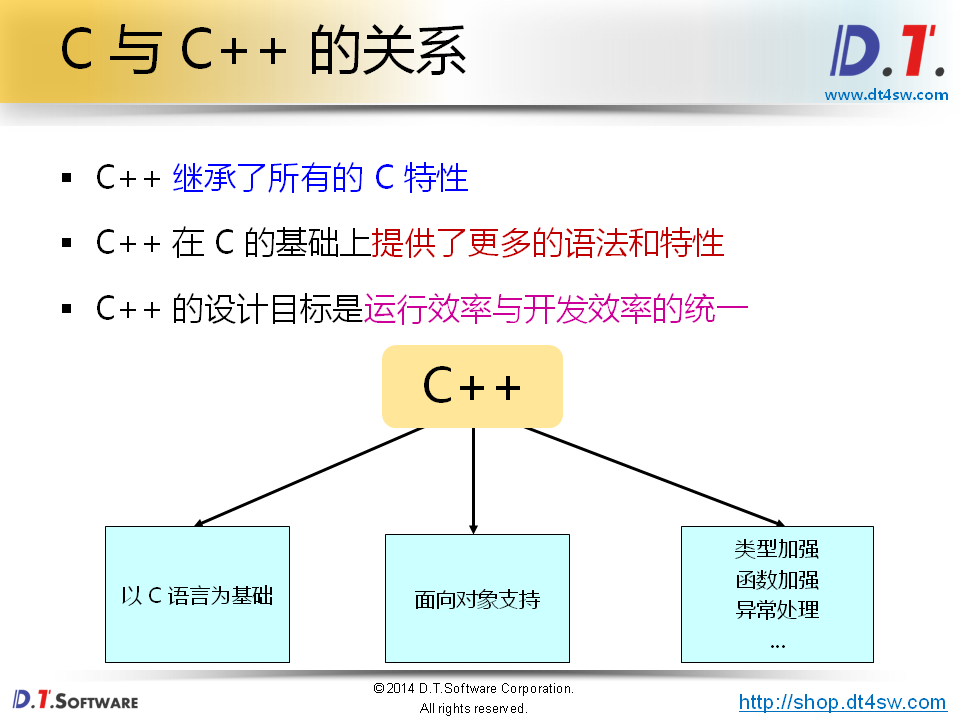 C 与 C++ 的关系
D.T.
www.dt4sw.com
▪ C++ 继承了所有的 C 特性
▪ C++ 在 C 的基础上提供了更多的语法和特性
▪ C++ 的设计目标是运行效率与开发效率的统一
C++
以 C 语言为基础
面向对象支持
类型加强
函数加强
异常处理
...
D.T.SOFTWARE
©2014 D.T.Software Corporation.
All rights reserved.
http://shop.dt4sw.com